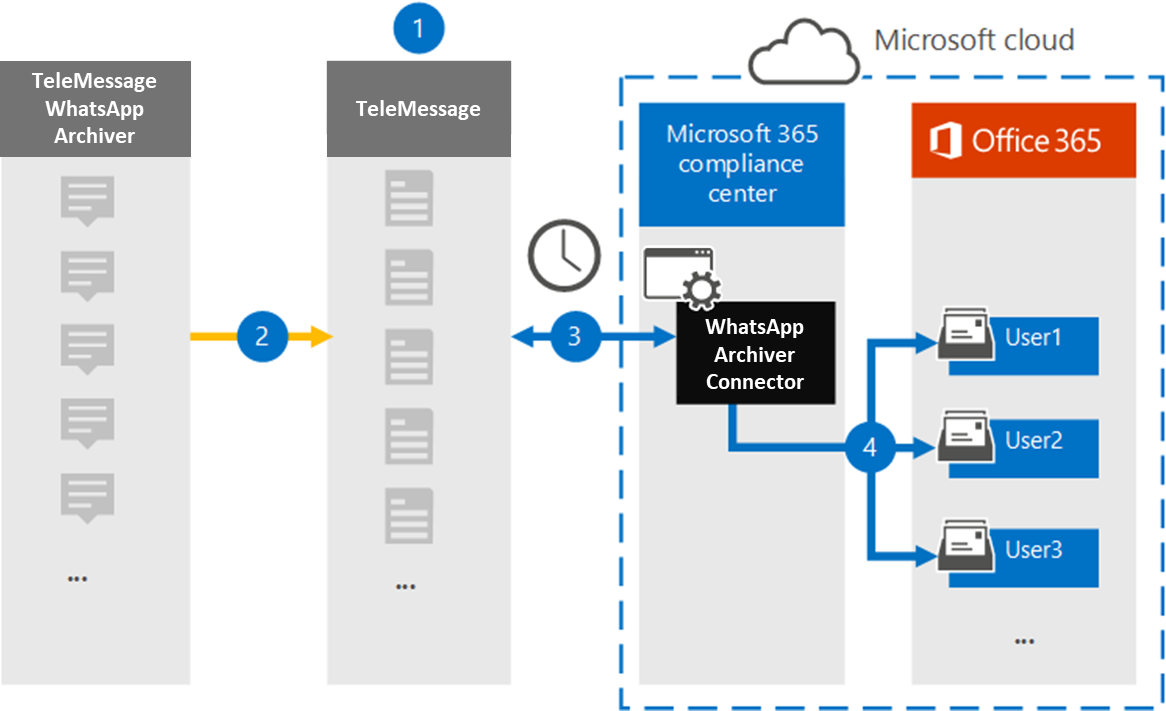 1
Microsoft cloud
TeleMessage
WhatsApp
Archiver
TeleMessage
Microsoft 365
compliance
center
Office 365
2
3
WhatsApp
Archiver
Connector
4
User1
User2
User3
...
...
...